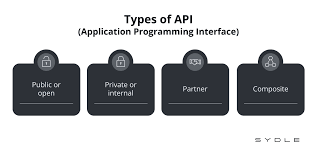 Types of API
(Application Programming Interface)
Public or
open
Private or
internal
Partner
Composite
SYDLE